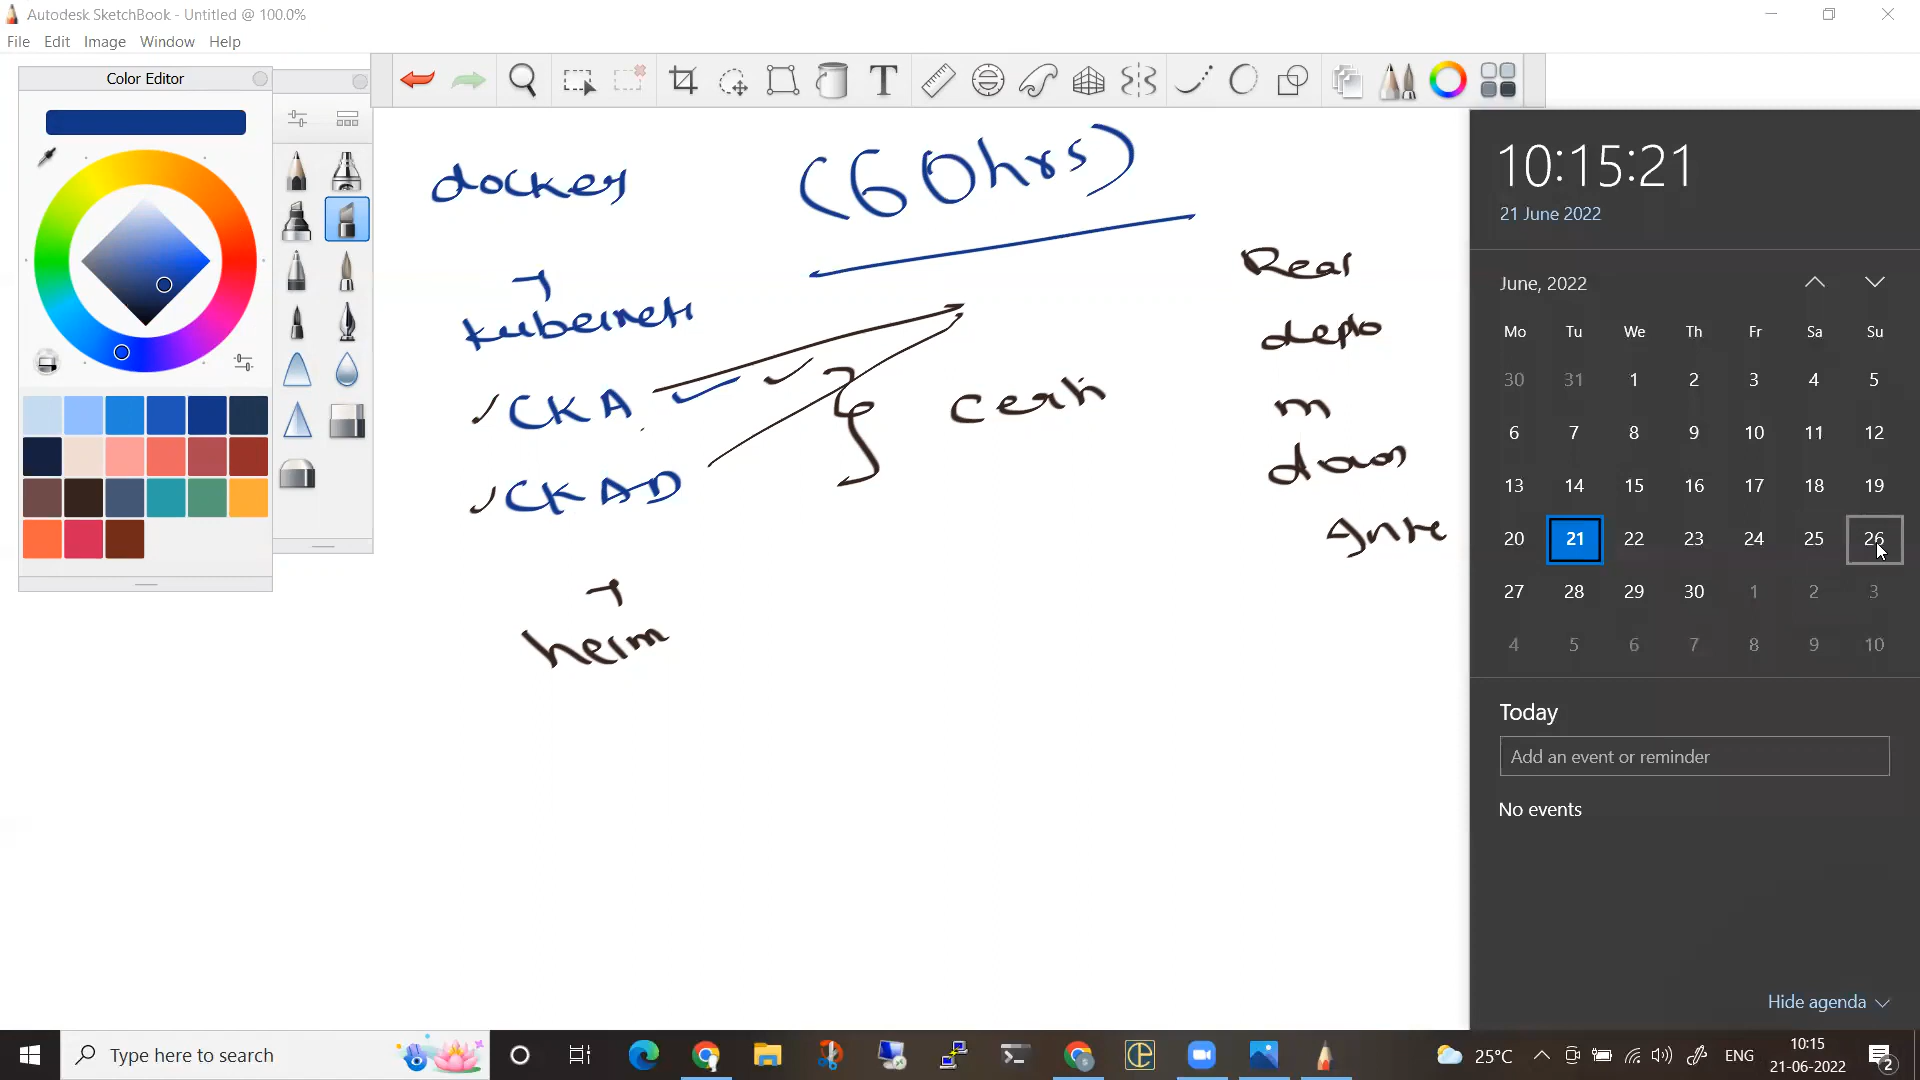 Autodesk SketchBook - Untitled @ 100.0%
File Edit Image Window Help
Color Editor
T
docker
(60hrs)
kubernets
CKA
CKAD
helm
certi
Real
deplo
m
down
10:15:21
21 June 2022
June, 2022
Mo Tu We Th Fr Sa Su
30 31 1 2 3 4 5
6 7 8 9 10 11 12
13 14 15 16 17 18 19
20 21 22 23 24 25 26
27 28 29 30 1 2 3
4 5 6 7 8 9 10
Today
Add an event or reminder
No events
Hide agenda
Type here to search
25°C
ENG
10:15
21-06-2022
2